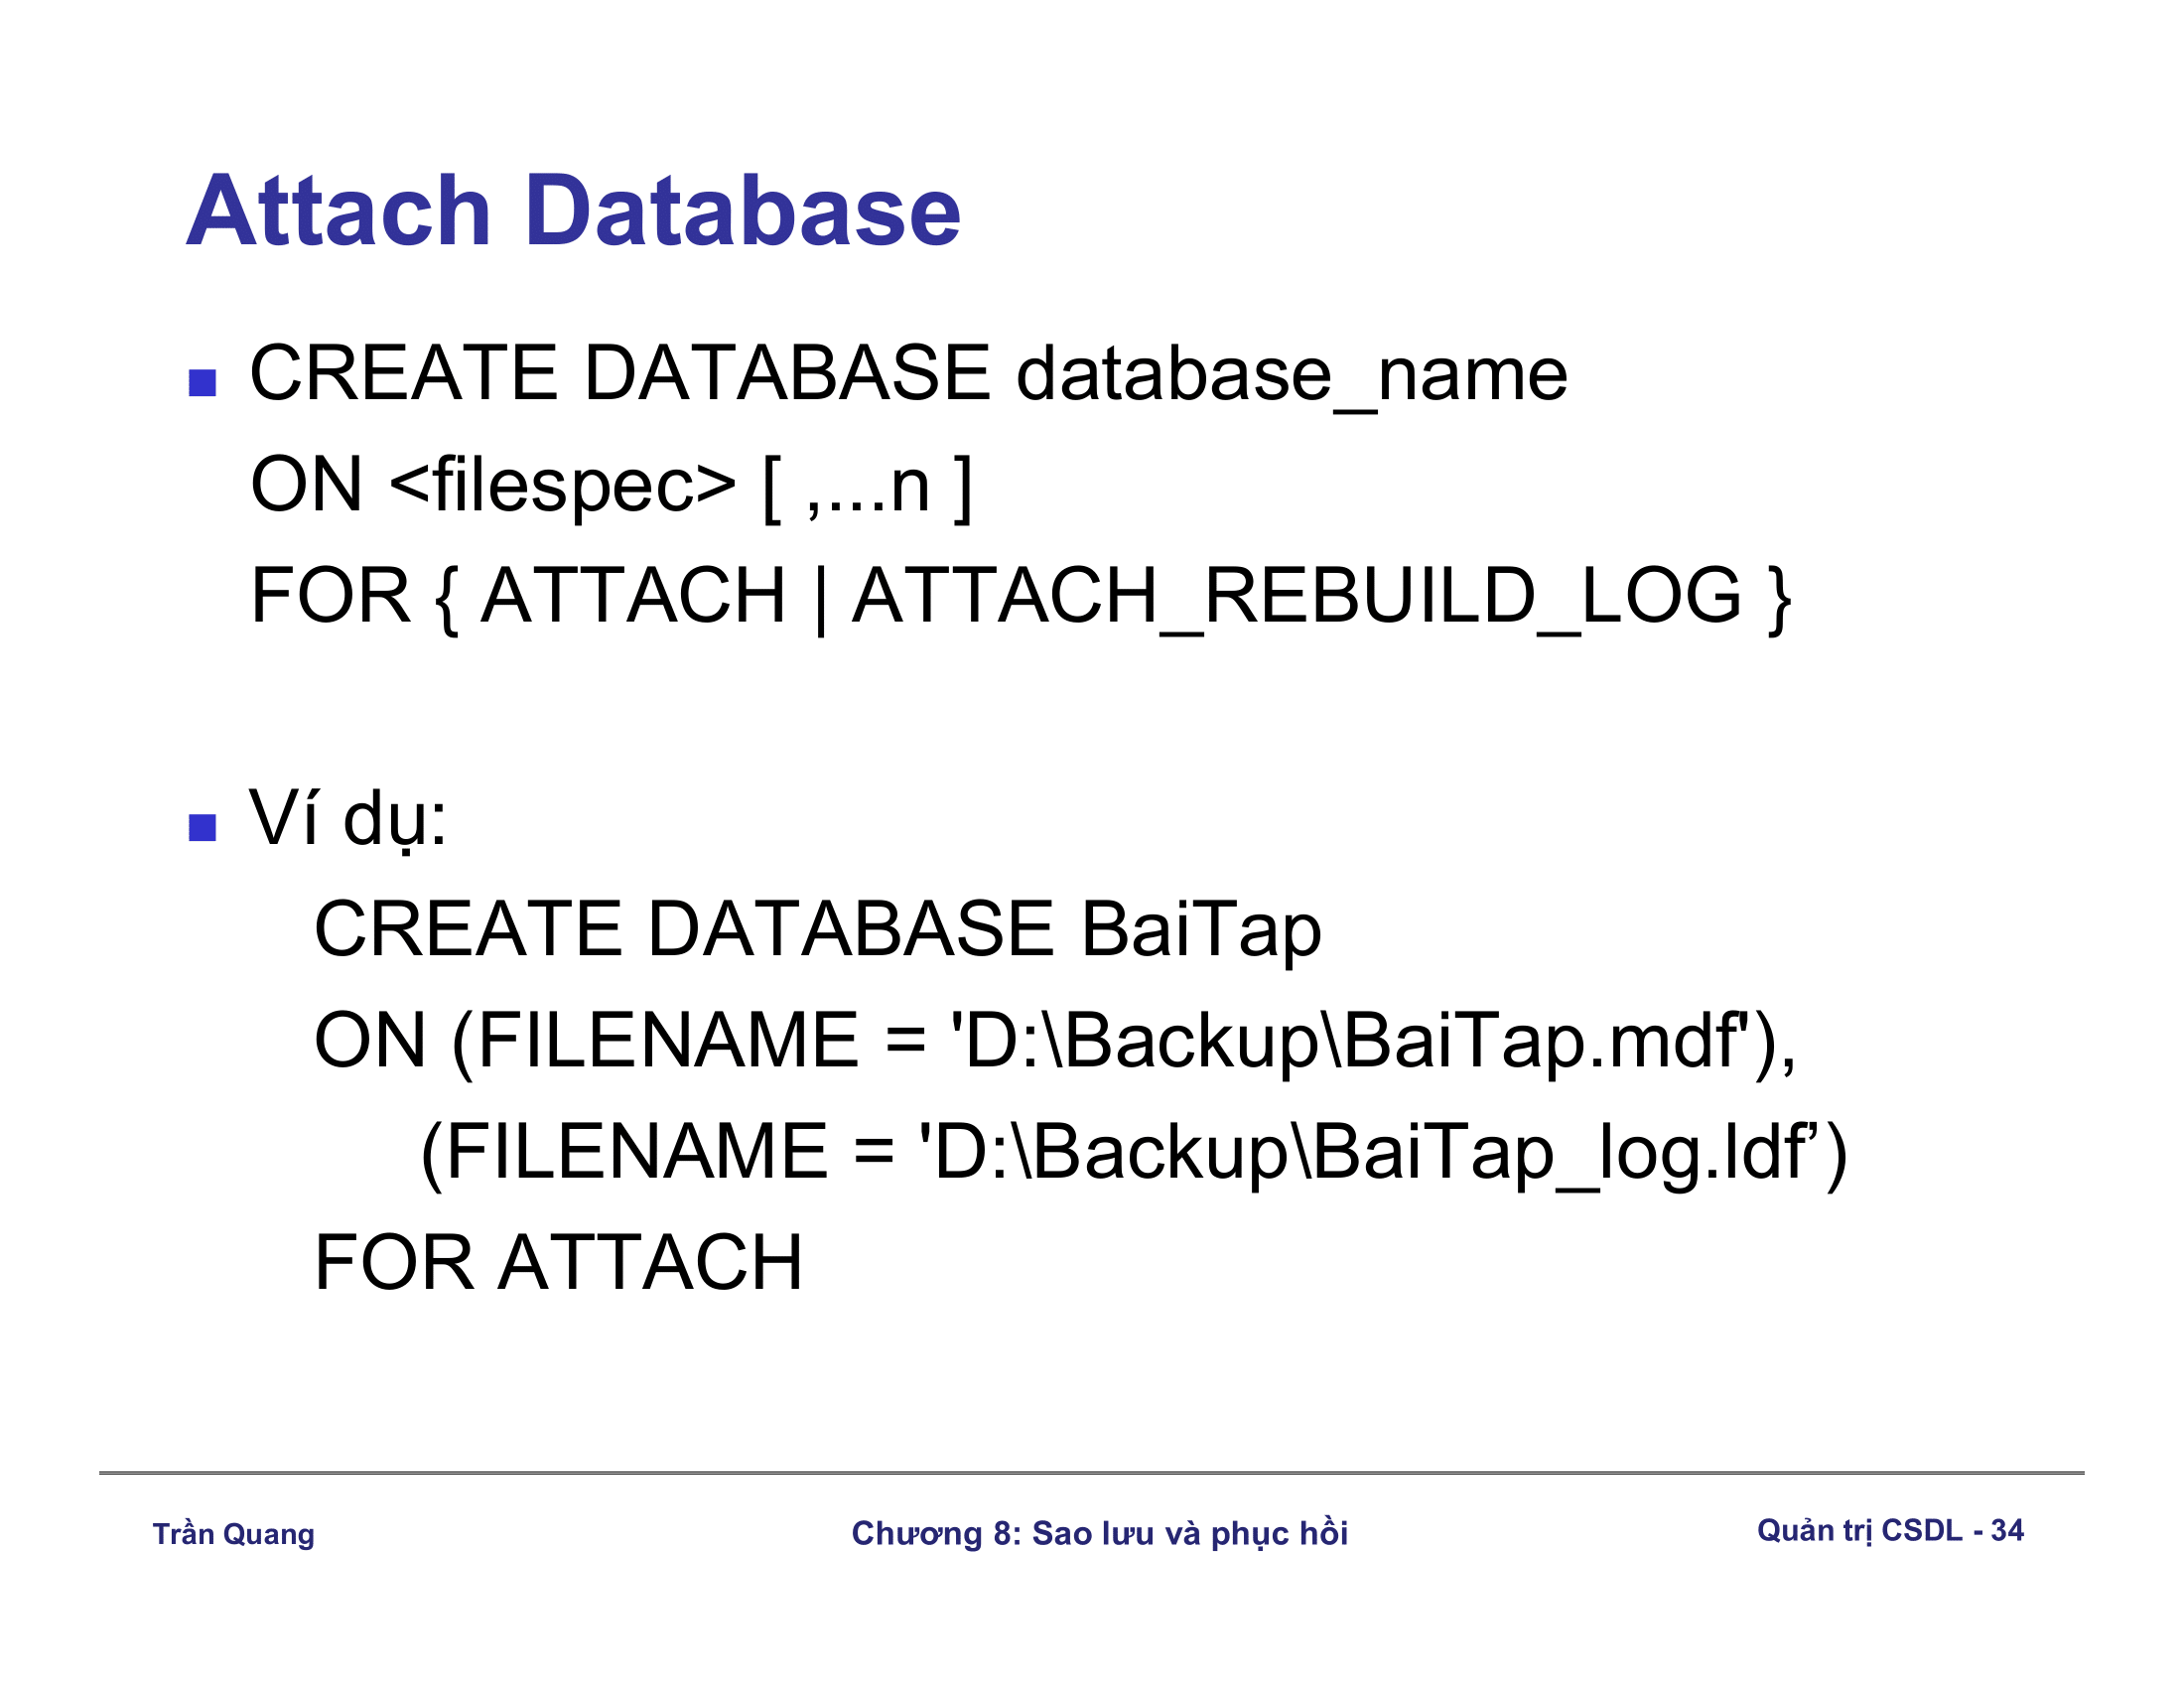 Attach Database
CREATE DATABASE database_name
ON <filespec> [ ,...n ]
FOR { ATTACH | ATTACH_REBUILD_LOG }
Ví dụ:
CREATE DATABASE BaiTap
ON (FILENAME = 'D:\Backup\BaiTap.mdf'),
(FILENAME = 'D:\Backup\BaiTap_log.ldf’)
FOR ATTACH
Trần Quang
Chương 8: Sao lưu và phục hồi
Quản trị CSDL - 34